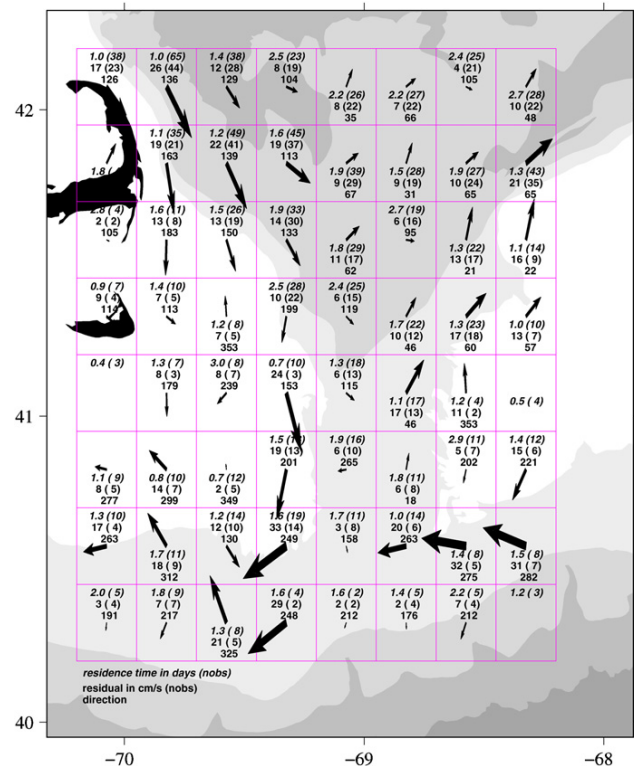 1.0 (38) 1.0 (65) 1.4 (38) 2.5 (23) 2.4 (25)
17 (23) 26 (44) 12 (28) 8 (19) 4 (21)
126 136 129 104 105
2.2 (26) 2.2 (27) 2.7 (28)
8 (22) 7 (22) 10 (22)
35 66 48
42
1.1 (35) 1.2 (49) 1.6 (45)
19 (21) 22 (41) 19 (37)
163 139 113
1.8 1.9 (39) 1.5 (28) 1.9 (27) 1.3 (43)
9 (29) 9 (19) 10 (24) 21 (35)
67 31 65 65
2.8 ( 4) 1.6 (11) 1.5 (26) 1.9 (33) 2.7 (19)
2 ( 2) 13 ( 8) 13 (19) 14 (30) 6 (16)
105 183 150 133 95
1.8 (29) 1.3 (22) 1.1 (14)
11 (17) 13 (17) 16 ( 9)
62 21 22
0.9 ( 7) 1.4 (10) 2.5 (28) 2.4 (25)
9 ( 4) 7 ( 5) 10 (22) 6 (15)
114 113 199 119
1.2 ( 8) 1.7 (22) 1.3 (23) 1.0 (10)
7 ( 5) 10 (12) 17 (18) 13 ( 7)
353 46 60 57
0.4 ( 3) 1.3 ( 7) 3.0 ( 8) 0.7 (10) 1.3 (18)
8 ( 3) 8 ( 7) 24 ( 3) 6 (13)
179 239 153 115
1.1 (17) 1.2 ( 4) 0.5 ( 4)
17 (13) 11 ( 2)
46 353
41
1.5 1.9 (16) 2.9 (11) 1.4 (12)
19 (13) 6 (10) 5 ( 7) 15 ( 6)
201 265 202 221
1.1 ( 9) 0.8 (10) 0.7 (12) 1.8 (11)
8 ( 5) 14 ( 7) 2 ( 5) 6 ( 8)
277 299 349 18
1.3 (10) 1.2 (14) 1.6 (19) 1.7 (11) 1.0 (14)
17 ( 4) 12 (10) 33 (14) 3 ( 8) 20 ( 6)
263 130 249 158 263
1.7 (11) 1.4 ( 8) 1.5 ( 8)
18 ( 9) 32 ( 5) 31 ( 7)
312 275 282
2.0 ( 5) 1.8 ( 9) 1.6 ( 4) 1.6 ( 2) 1.4 ( 5) 2.2 ( 5) 1.2 ( 3)
3 ( 4) 7 ( 7) 29 ( 2) 2 ( 2) 2 ( 4) 7 ( 4)
191 217 248 212 176 212
1.3 ( 8)
21 ( 5)
325
residence time in days (nobs)
residual in cm/s (nobs)
direction
40
-70 -69 -68